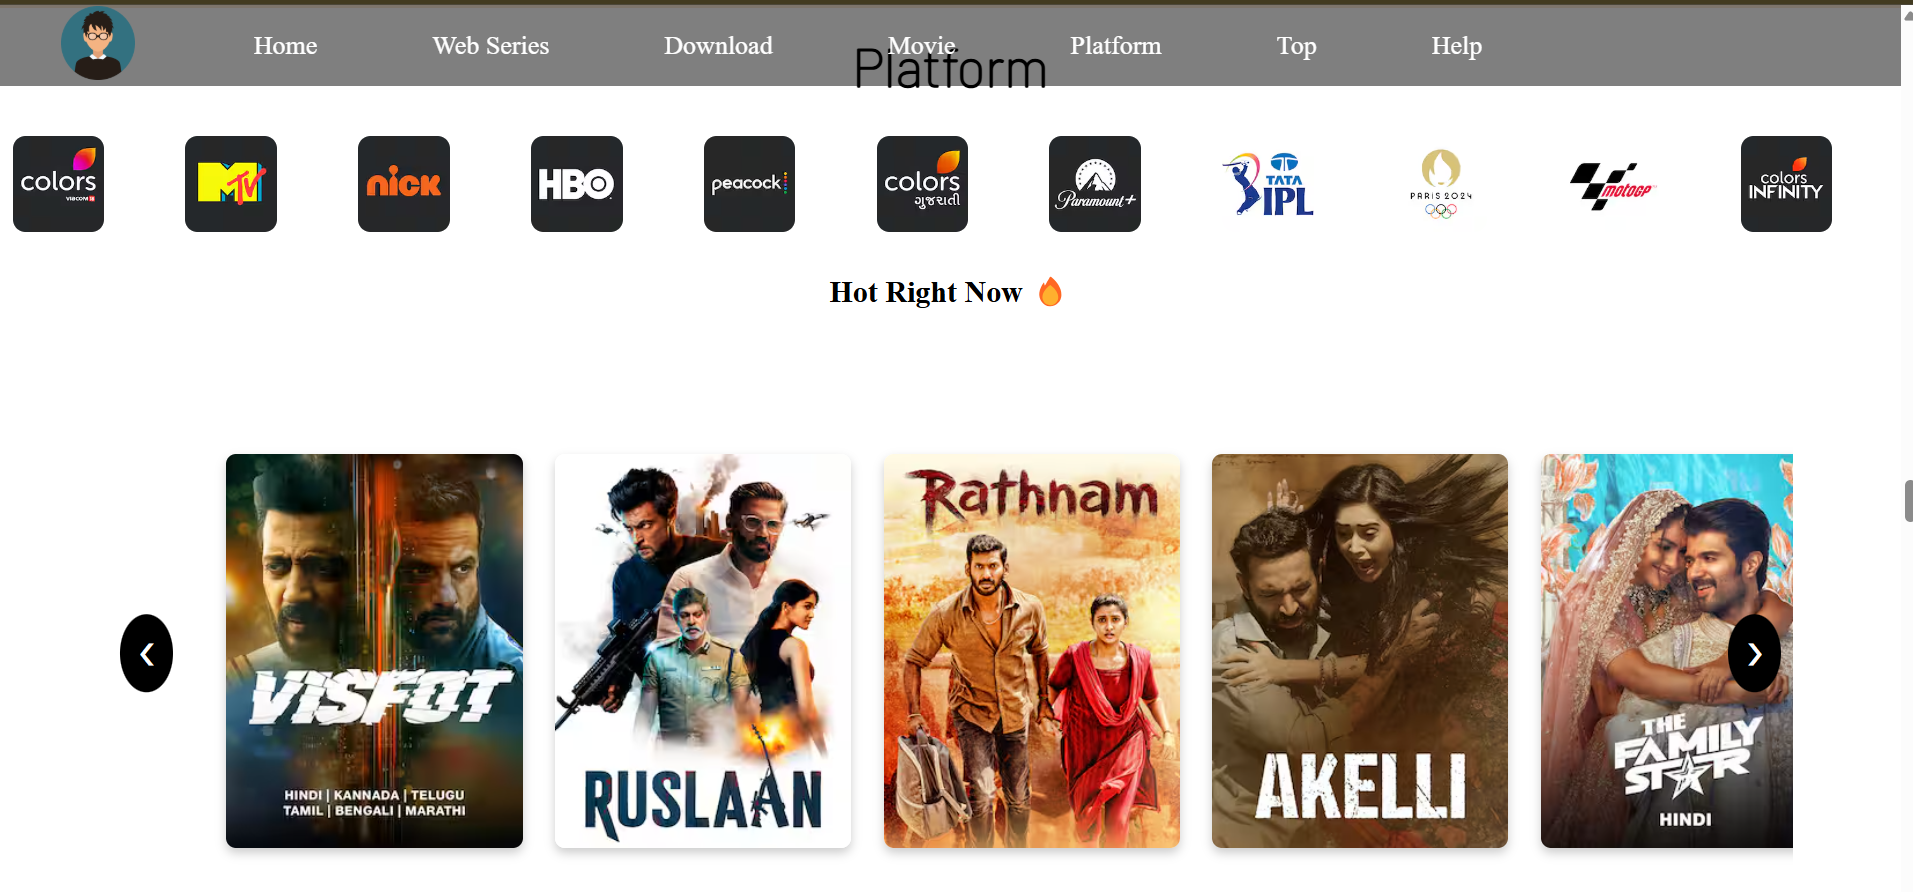 Home Web Series Download Movie Platform Top Help
Platform
colors
VIACOM 18
MTV
nick
HBO
peacock
colors
ગુજરાતી
Paramount+
TATA
IPL
PARIS 2024
motoGP
colors
INFINITY
Hot Right Now
VISFOT
HINDI | KANNADA | TELUGU
TAMIL | BENGALI | MARATHI
RUSLAAN
Rathnam
AKELLI
THE
FAMILY
STAR
HINDI